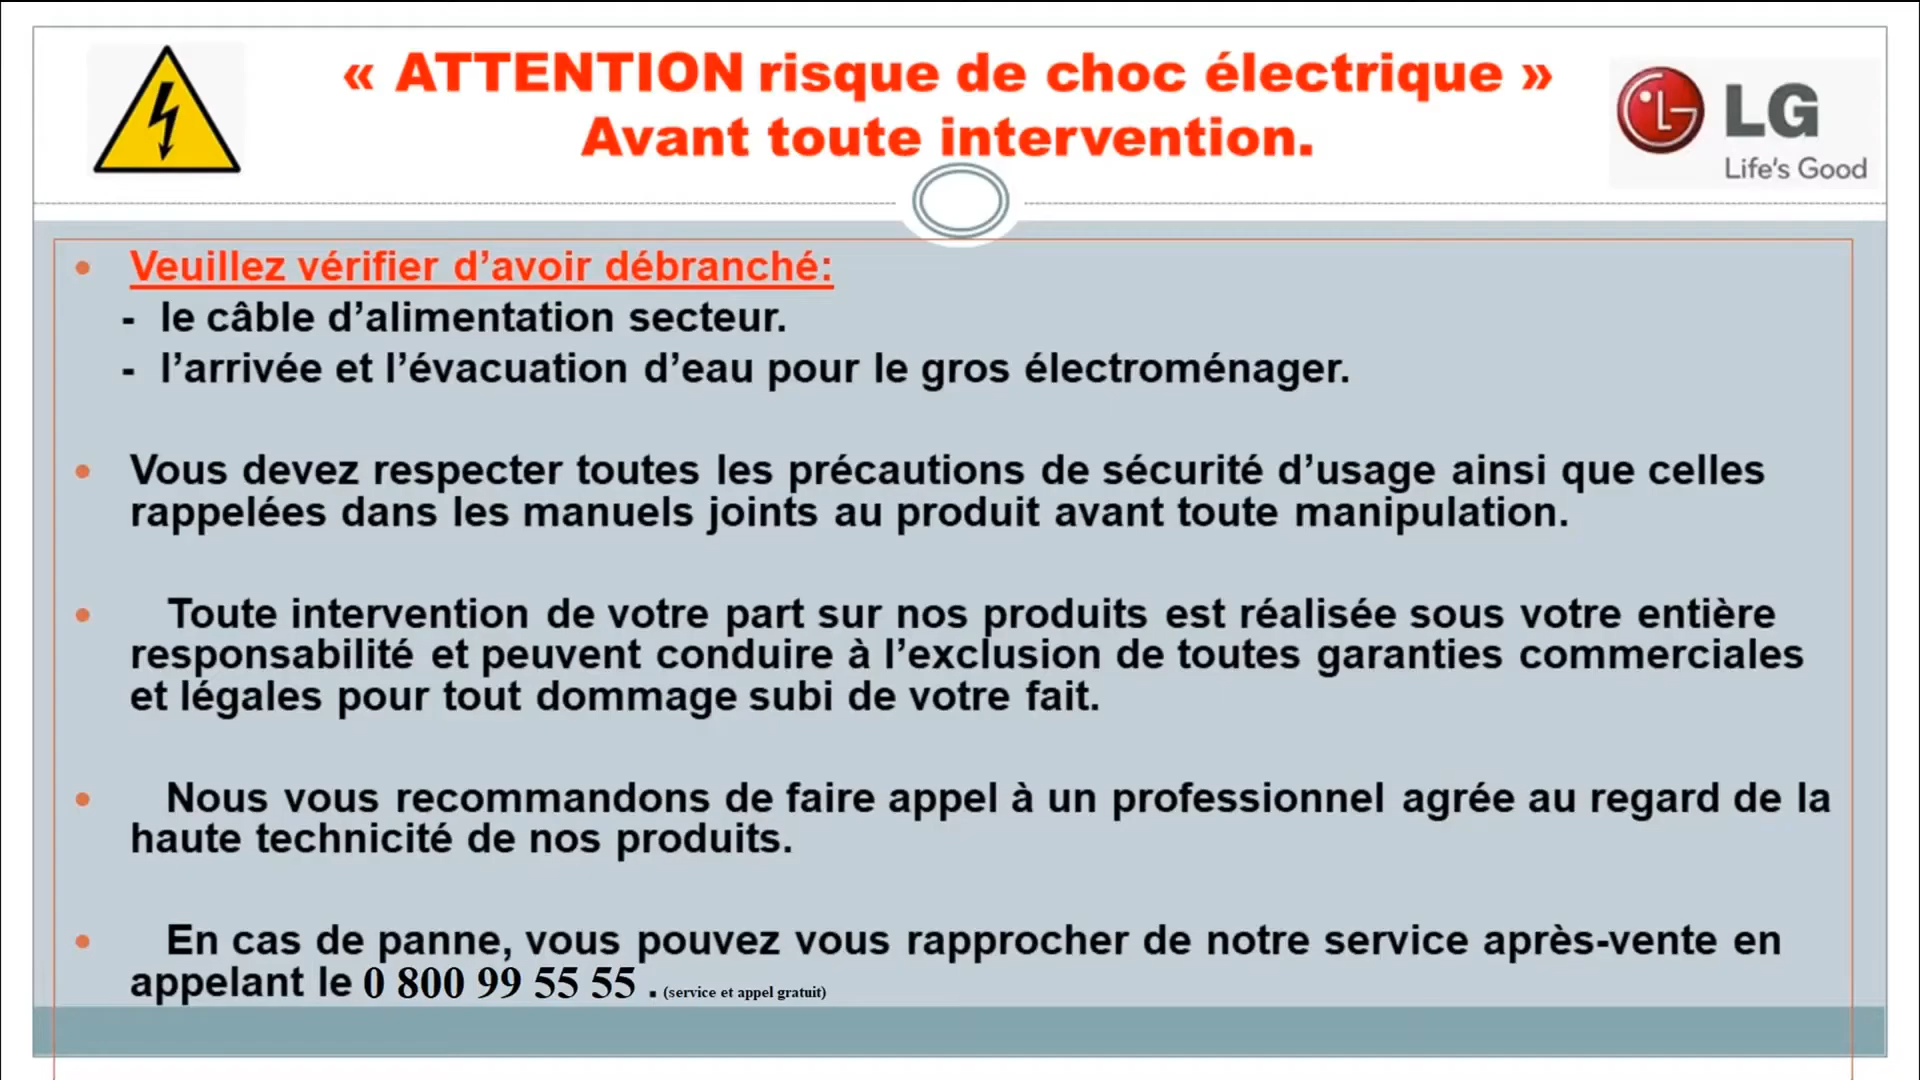 « ATTENTION risque de choc électrique »
Avant toute intervention.
LG
Life's Good
• Veuillez vérifier d’avoir débranché:
- le câble d’alimentation secteur.
- l’arrivée et l’évacuation d’eau pour le gros électroménager.
• Vous devez respecter toutes les précautions de sécurité d’usage ainsi que celles
rappelées dans les manuels joints au produit avant toute manipulation.
• Toute intervention de votre part sur nos produits est réalisée sous votre entière
responsabilité et peuvent conduire à l’exclusion de toutes garanties commerciales
et légales pour tout dommage subi de votre fait.
• Nous vous recommandons de faire appel à un professionnel agrée au regard de la
haute technicité de nos produits.
• En cas de panne, vous pouvez vous rapprocher de notre service après-vente en
appelant le 0 800 99 55 55 . (service et appel gratuit)